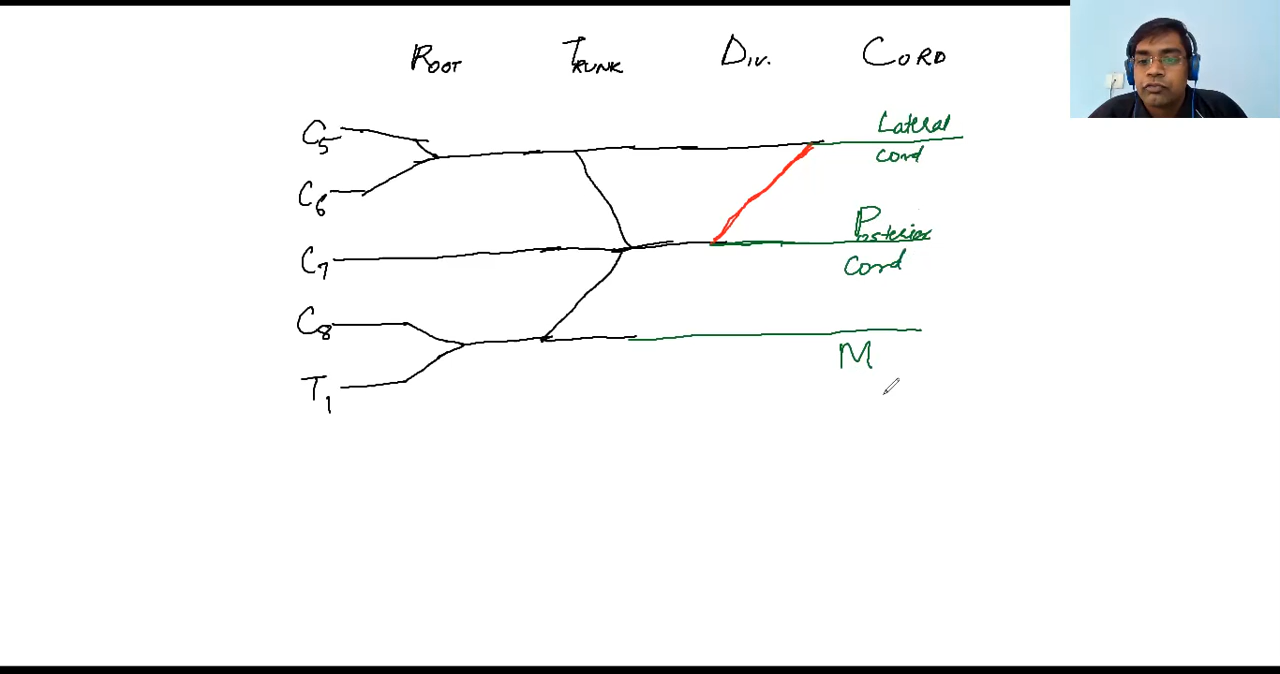 ROOT TRUNK DIV. CORD
C5
Lateral
cord
C6
Posterior
cord
C7
C8
M
T1